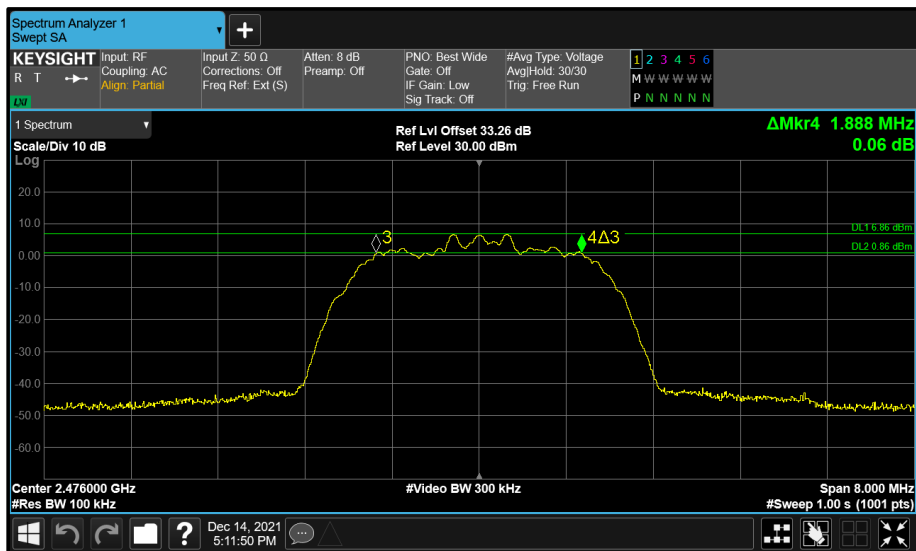 Spectrum Analyzer 1
Swept SA
+
KEYSIGHT
R T
LXI
Input: RF
Coupling: AC
Align: Partial
Input Z: 50 Ω
Corrections: Off
Freq Ref: Ext (S)
Atten: 8 dB
Preamp: Off
PNO: Best Wide
Gate: Off
IF Gain: Low
Sig Track: Off
#Avg Type: Voltage
Avg|Hold: 30/30
Trig: Free Run
1 2 3 4 5 6
M W W W W W
P N N N N N
1 Spectrum
Scale/Div 10 dB
Log
Ref Lvl Offset 33.26 dB
Ref Level 30.00 dBm
ΔMkr4 1.888 MHz
0.06 dB
20.0
10.0
0.00
-10.0
-20.0
-30.0
-40.0
-50.0
-60.0
3
4Δ3
DL1 6.86 dBm
DL2 0.86 dBm
Center 2.476000 GHz
#Res BW 100 kHz
#Video BW 300 kHz
Span 8.000 MHz
#Sweep 1.00 s (1001 pts)
?
Dec 14, 2021
5:11:50 PM